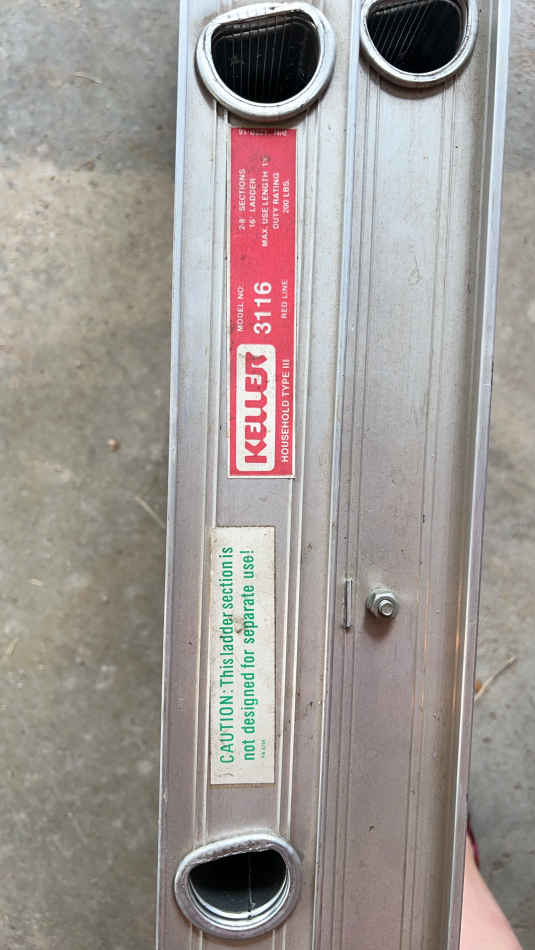 KELLER
HOUSEHOLD TYPE III
MODEL NO.
3116
RED LINE
2-8' SECTIONS
16' LADDER
MAX. USE LENGTH
DUTY RATING
200 LBS.
CAUTION: This ladder section is
not designed for separate use!